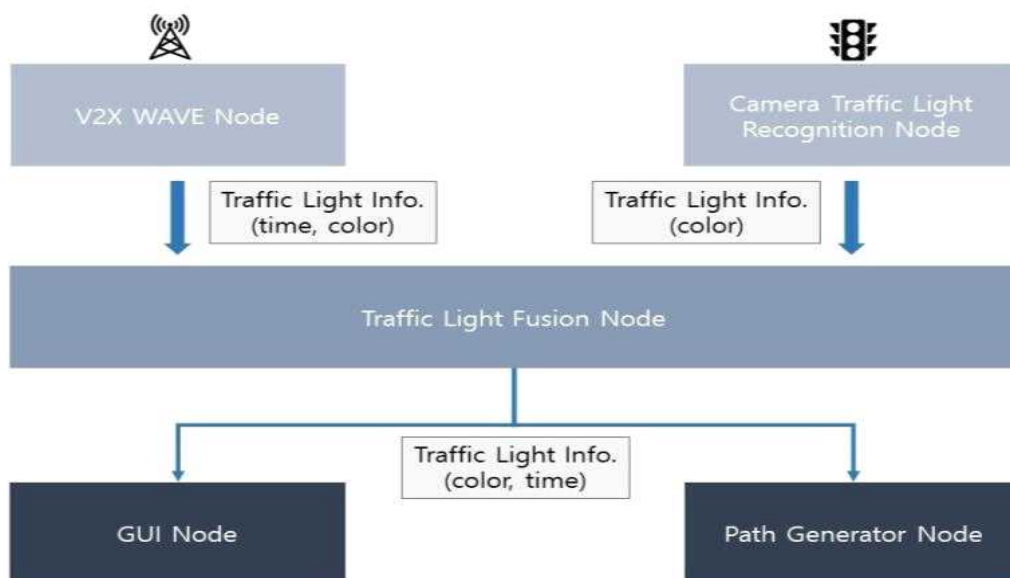 V2X WAVE Node
Camera Traffic Light
Recognition Node
Traffic Light Info.
(time, color)
Traffic Light Info.
(color)
Traffic Light Fusion Node
Traffic Light Info.
(color, time)
GUI Node
Path Generator Node